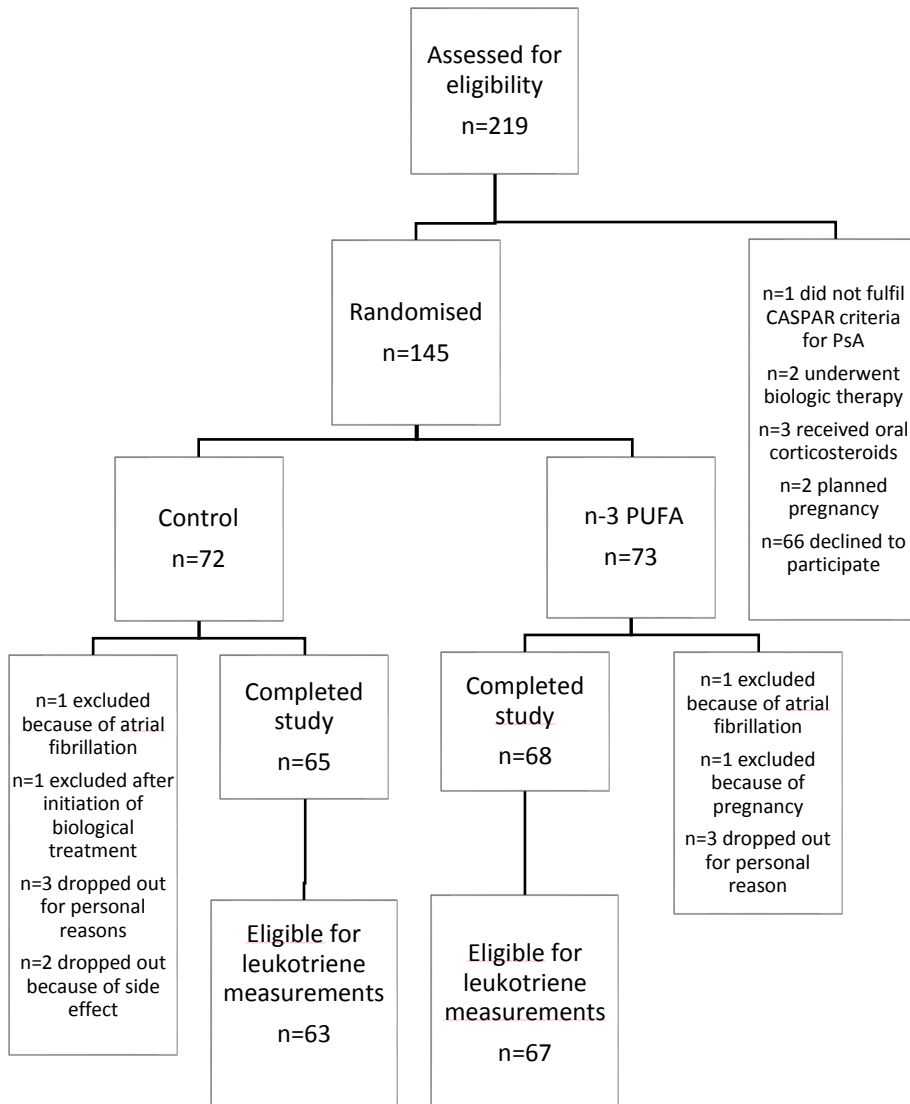 Assessed for
eligibility
n=219
Randomised
n=145
n=1 did not fulfil
CASPAR criteria
for PsA
n=2 underwent
biologic therapy
n=3 received oral
corticosteroids
n=2 planned
pregnancy
n=66 declined to
participate
Control
n=72
n-3 PUFA
n=73
n=1 excluded
because of atrial
fibrillation
n=1 excluded after
initiation of
biological
treatment
n=3 dropped out
for personal
reasons
n=2 dropped out
because of side
effect
Completed
study
n=65
Completed
study
n=68
n=1 excluded
because of atrial
fibrillation
n=1 excluded
because of
pregnancy
n=3 dropped out
for personal
reason
Eligible for
leukotriene
measurements
n=63
Eligible for
leukotriene
measurements
n=67